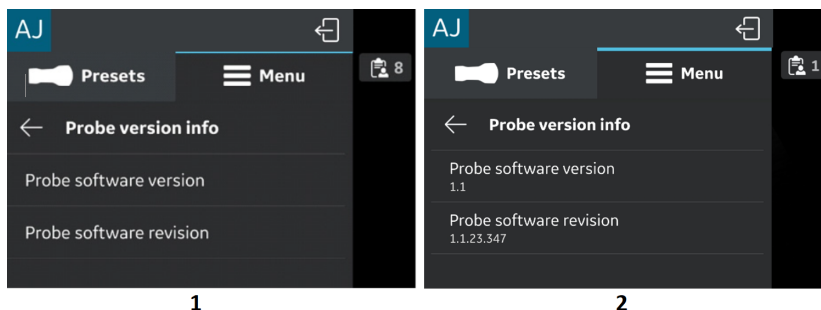 AJ
Presets Menu 8
Probe version info
Probe software version
Probe software revision
1
AJ
Presets Menu 1
Probe version info
Probe software version
1.1
Probe software revision
1.1.23.347
2